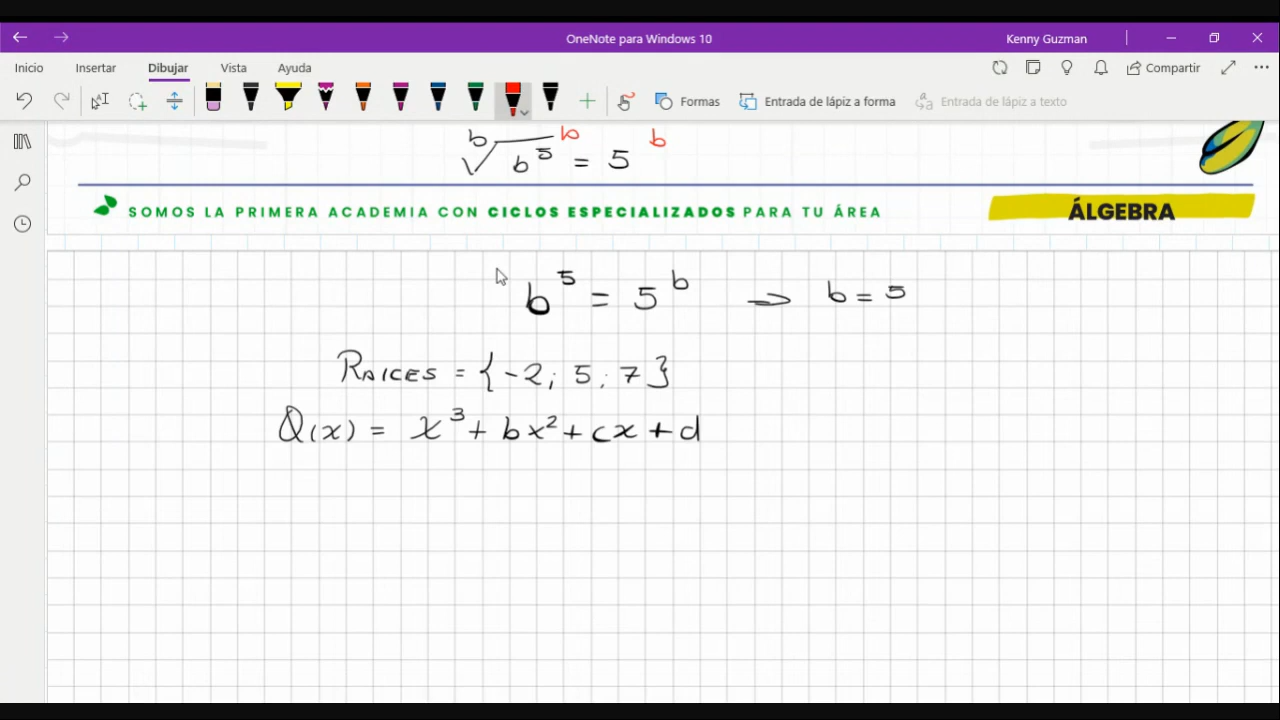 OneNote para Windows 10
Kenny Guzman
Inicio Insertar Dibujar Vista Ayuda
Compartir
Formas
Entrada de lápiz a forma
Entrada de lápiz a texto
ᵇ√b⁵ᵇ = 5ᵇ
SOMOS LA PRIMERA ACADEMIA CON CICLOS ESPECIALIZADOS PARA TU ÁREA
ÁLGEBRA
b⁵ = 5ᵇ → b = 5
RAICES = {-2; 5; 7}
Q(x) = x³ + bx² + cx + d